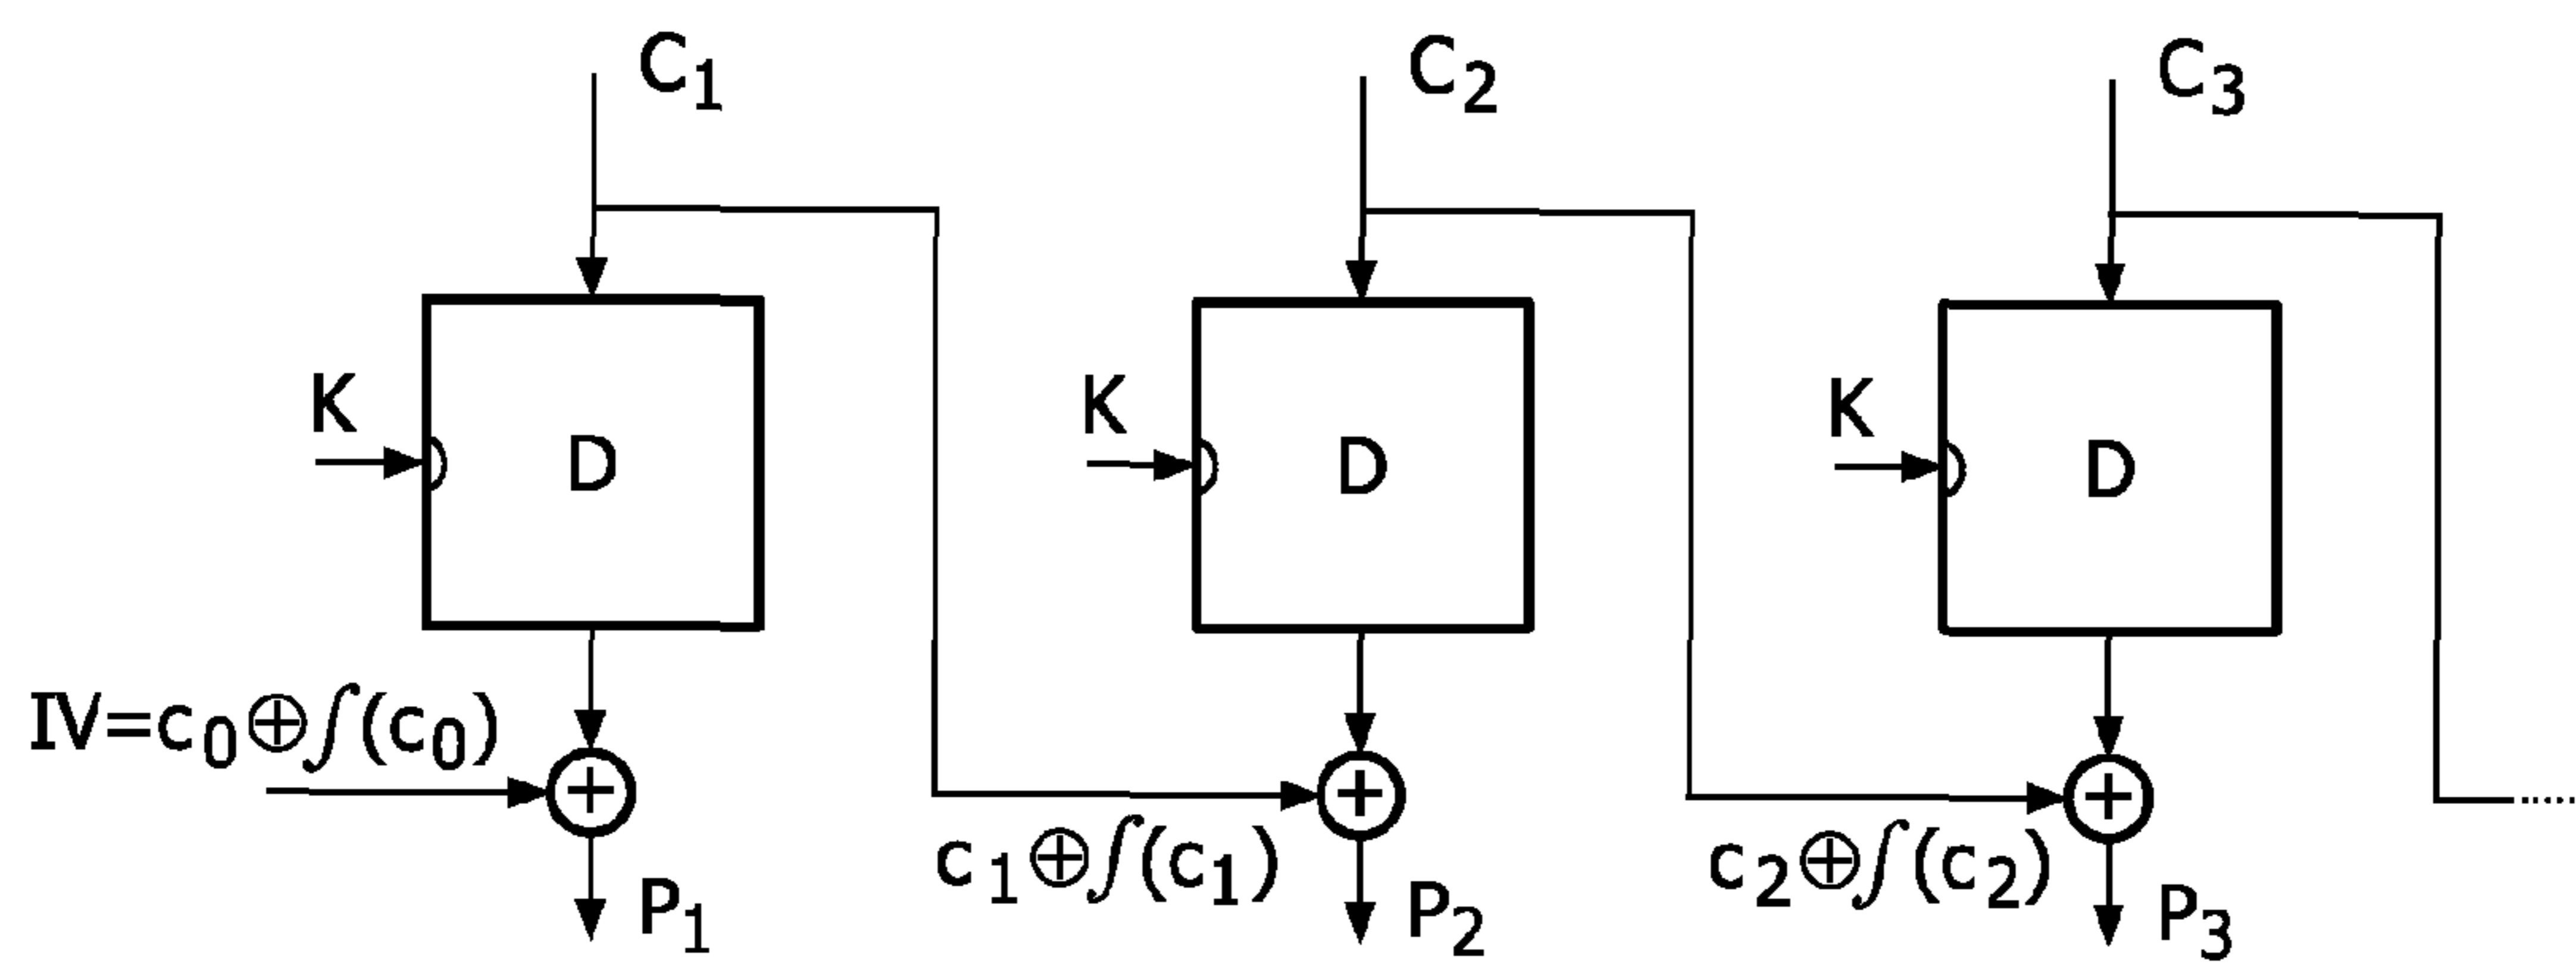 C₁ C₂ C₃
K D K D K D
IV=c₀⊕∫(c₀)
c₁⊕∫(c₁) c₂⊕∫(c₂)
P₁ P₂ P₃